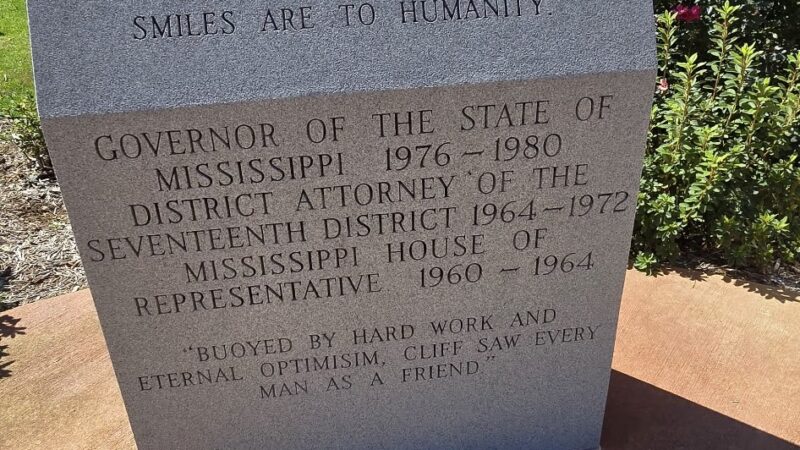 SMILES ARE TO HUMANITY.
GOVERNOR OF THE STATE OF
MISSISSIPPI 1976 – 1980
DISTRICT ATTORNEY OF THE
SEVENTEENTH DISTRICT 1964 – 1972
MISSISSIPPI HOUSE OF
REPRESENTATIVE 1960 – 1964
"BUOYED BY HARD WORK AND
ETERNAL OPTIMISIM, CLIFF SAW EVERY
MAN AS A FRIEND"